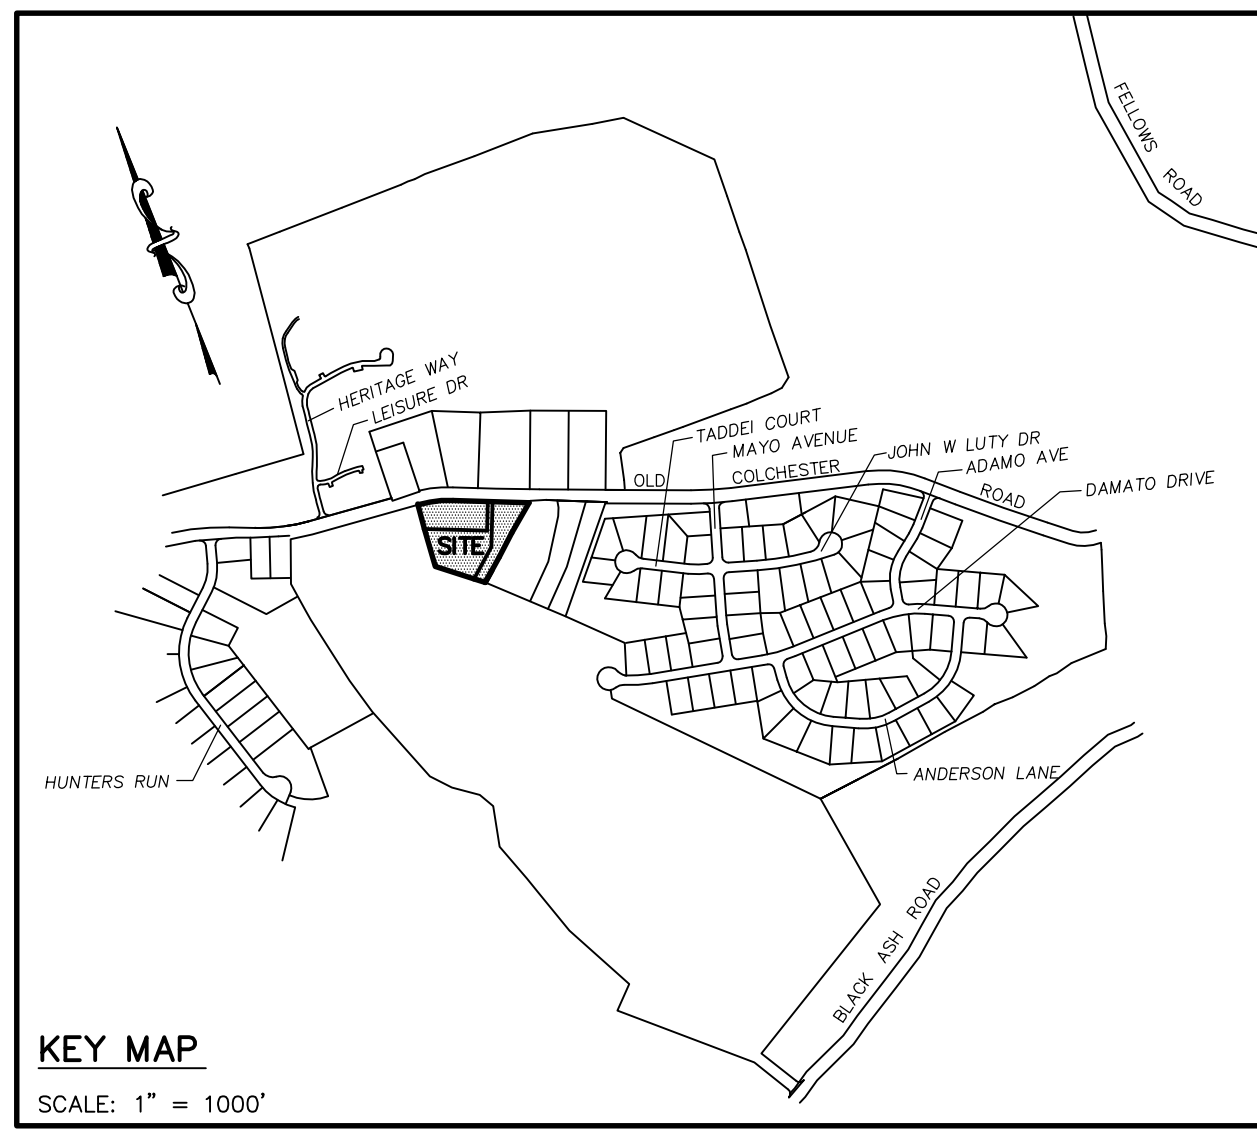 FELLOWS ROAD
HERITAGE WAY
LEISURE DR
TADDEI COURT
MAYO AVENUE
JOHN W LUTY DR
ADAMO AVE
DAMATO DRIVE
OLD COLCHESTER ROAD
SITE
HUNTERS RUN
ANDERSON LANE
BLACK ASH ROAD
KEY MAP
SCALE: 1" = 1000'